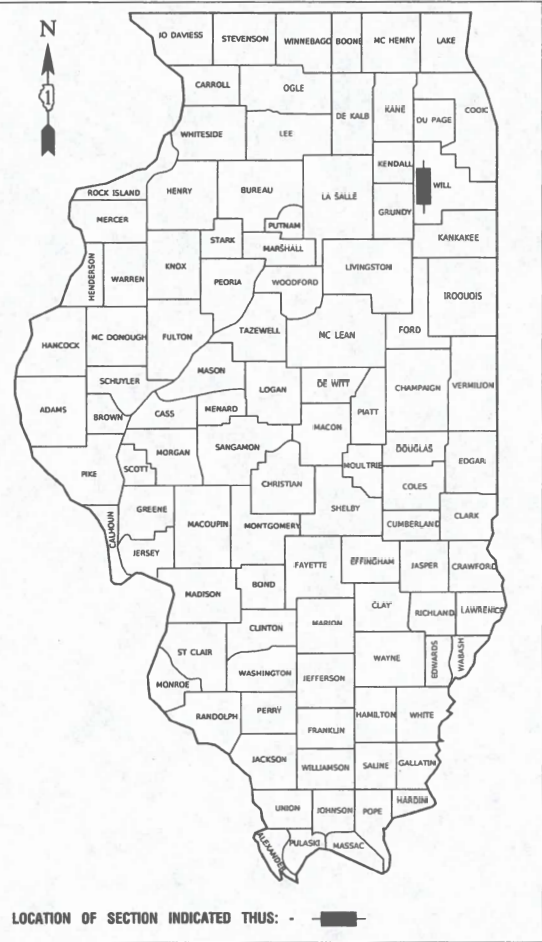 N
1
JO DAVIESS STEVENSON WINNEBAGO BOONE MC HENRY LAKE
CARROLL OGLE DE KALB KANE DU PAGE COOK
WHITESIDE LEE
KENDALL WILL
ROCK ISLAND HENRY BUREAU LA SALLE GRUNDY
MERCER PUTNAM
STARK MARSHALL KANKAKEE
HENDERSON WARREN KNOX PEORIA WOODFORD LIVINGSTON IROQUOIS
HANCOCK MC DONOUGH FULTON TAZEWELL MC LEAN FORD
SCHUYLER MASON LOGAN DE WITT CHAMPAIGN VERMILION
ADAMS BROWN CASS MENARD MACON PIATT
PIKE SCOTT MORGAN SANGAMON DOUGLAS EDGAR
CHRISTIAN MOULTRIE COLES
CALHOUN GREENE MACOUPIN MONTGOMERY SHELBY CUMBERLAND CLARK
JERSEY FAYETTE EFFINGHAM JASPER CRAWFORD
MADISON BOND CLAY RICHLAND LAWRENCE
CLINTON MARION
ST CLAIR WASHINGTON JEFFERSON WAYNE EDWARDS WABASH
MONROE
RANDOLPH PERRY HAMILTON WHITE
FRANKLIN
JACKSON WILLIAMSON SALINE GALLATIN
UNION JOHNSON POPE HARDIN
ALEXANDER PULASKI MASSAC
LOCATION OF SECTION INDICATED THUS: -